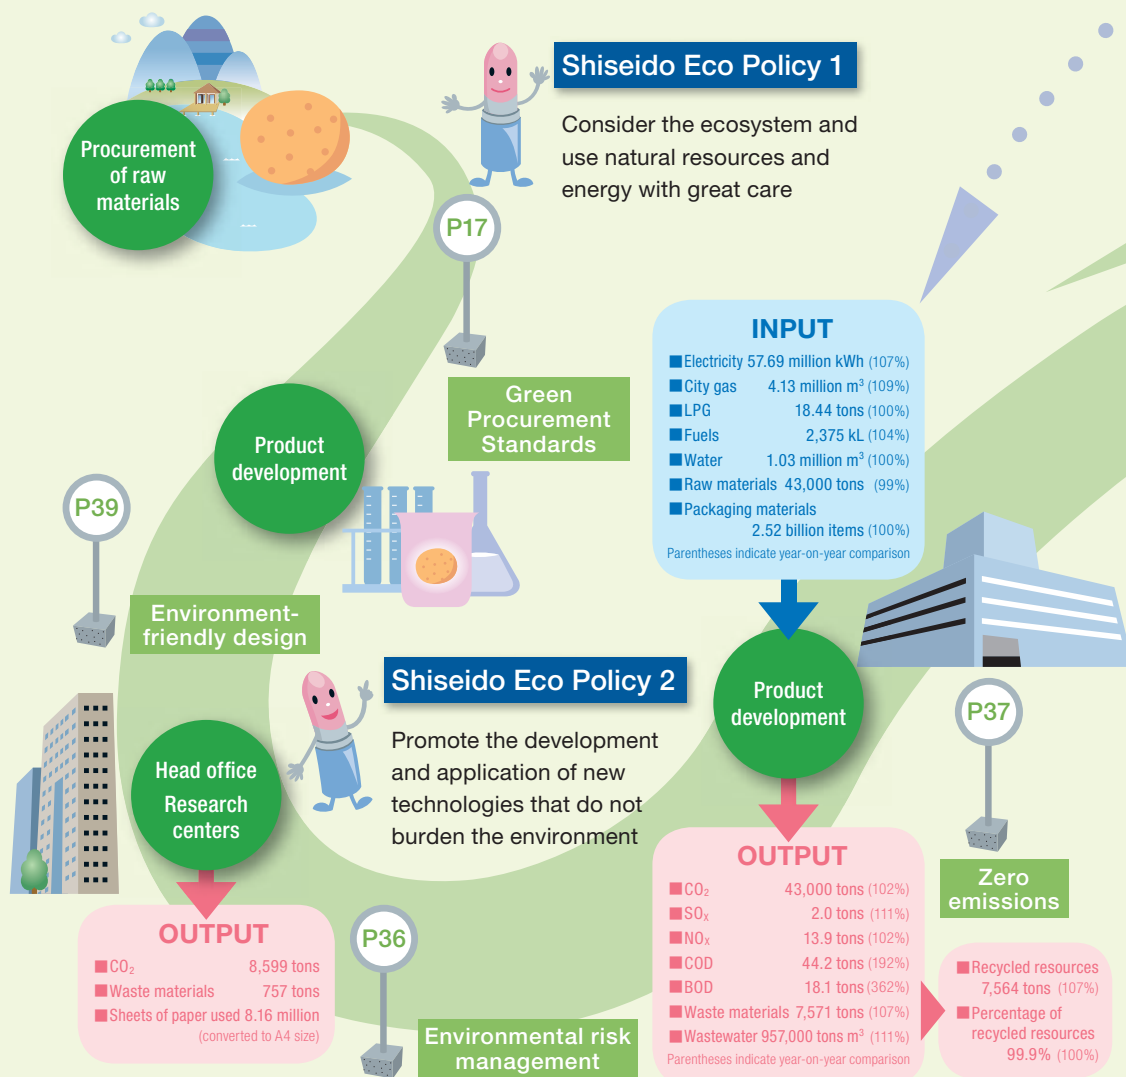 Shiseido Eco Policy 1
Consider the ecosystem and
use natural resources and
energy with great care
Procurement
of raw
materials
P17
Green
Procurement
Standards
Product
development
P39
Environment-
friendly design
Shiseido Eco Policy 2
Promote the development
and application of new
technologies that do not
burden the environment
Head office
Research
centers
OUTPUT
CO₂ 8,599 tons
Waste materials 757 tons
Sheets of paper used 8.16 million
(converted to A4 size)
P36
Environmental risk
management
INPUT
Electricity 57.69 million kWh (107%)
City gas 4.13 million m³ (109%)
LPG 18.44 tons (100%)
Fuels 2,375 kL (104%)
Water 1.03 million m³ (100%)
Raw materials 43,000 tons (99%)
Packaging materials
2.52 billion items (100%)
Parentheses indicate year-on-year comparison
Product
development
P37
Zero
emissions
OUTPUT
CO₂ 43,000 tons (102%)
SOx 2.0 tons (111%)
NOx 13.9 tons (102%)
COD 44.2 tons (192%)
BOD 18.1 tons (362%)
Waste materials 7,571 tons (107%)
Wastewater 957,000 tons m³ (111%)
Parentheses indicate year-on-year comparison
Recycled resources
7,564 tons (107%)
Percentage of
recycled resources
99.9% (100%)